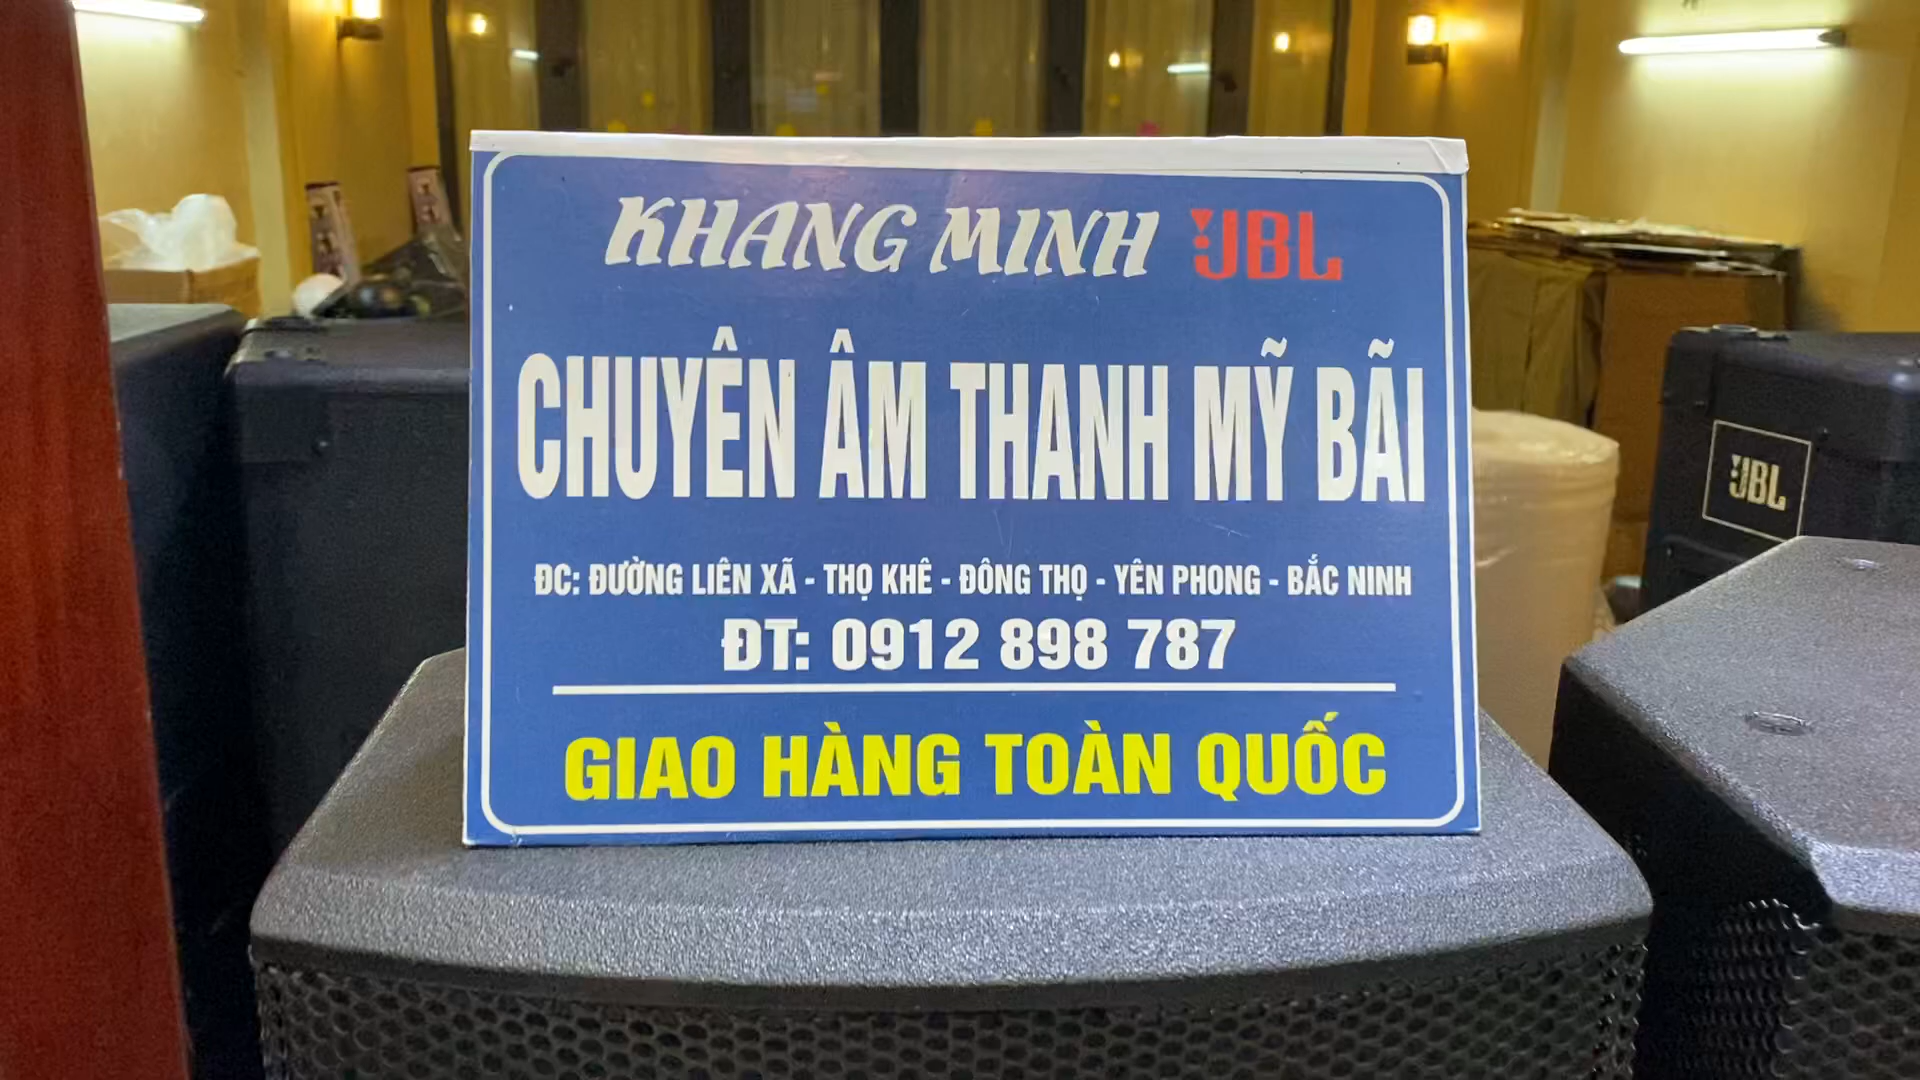 KHANG MINH JBL
CHUYÊN ÂM THANH MỸ BÃI
ĐC: ĐƯỜNG LIÊN XÃ - THỌ KHÊ - ĐÔNG THỌ - YÊN PHONG - BẮC NINH
ĐT: 0912 898 787
GIAO HÀNG TOÀN QUỐC
JBL